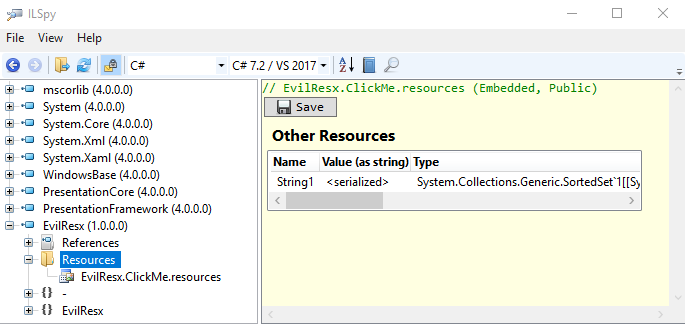 ILSpy
File View Help
C# C# 7.2 / VS 2017
mscorlib (4.0.0.0)
System (4.0.0.0)
System.Core (4.0.0.0)
System.Xml (4.0.0.0)
System.Xaml (4.0.0.0)
WindowsBase (4.0.0.0)
PresentationCore (4.0.0.0)
PresentationFramework (4.0.0.0)
EvilResx (1.0.0.0)
References
Resources
EvilResx.ClickMe.resources
{} -
{} EvilResx
// EvilResx.ClickMe.resources (Embedded, Public)
Save
Other Resources
Name Value (as string) Type
String1 <serialized> System.Collections.Generic.SortedSet`1[[Sy